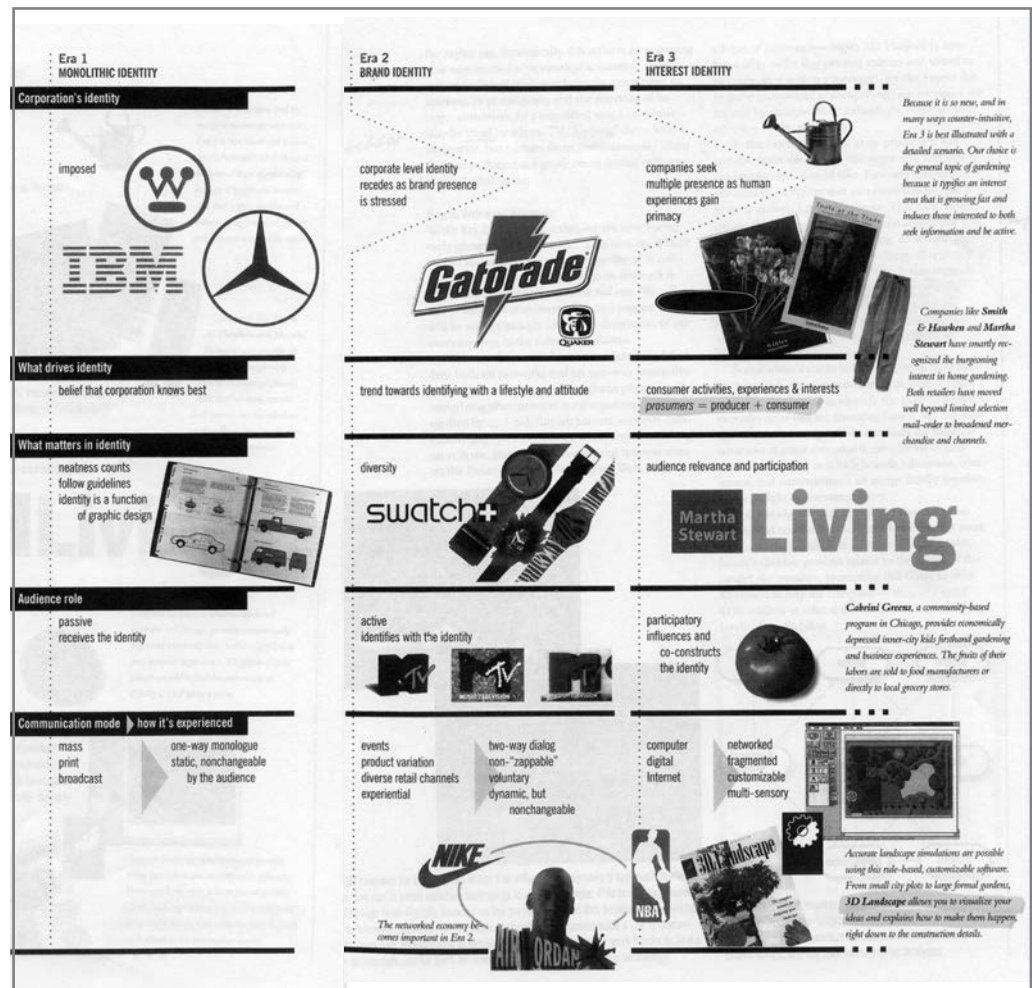 Era 1
MONOLITHIC IDENTITY
Era 2
BRAND IDENTITY
Era 3
INTEREST IDENTITY
Corporation's identity
imposed
W
IBM
corporate level identity
recedes as brand presence
is stressed
Gatorade
QUAKER
companies seek
multiple presence as human
experiences gain
primacy
Because it is so new, and in
many ways counter-intuitive,
Era 3 is best illustrated with a
detailed scenario. Our choice is
the general topic of gardening
because it typifies an interest
area that is growing fast and
induces those interested to both
seek information and be active.
Companies like Smith
& Hawken and Martha
Stewart have smartly rec-
ognized the burgeoning
interest in home gardening.
Both retailers have moved
well beyond limited selection
mail-order to broadened mer-
chandise and channels.
What drives identity
belief that corporation knows best
trend towards identifying with a lifestyle and attitude
consumer activities, experiences & interests
prosumers = producer + consumer
What matters in identity
neatness counts
follow guidelines
identity is a function
of graphic design
diversity
swatch+
audience relevance and participation
Martha
Stewart
Living
Audience role
passive
receives the identity
active
identifies with the identity
MTV
MUSIC TELEVISION
MTV
MTV
participatory
influences and
co-constructs
the identity
Cabrini Greens, a community-based
program in Chicago, provides economically
depressed inner-city kids firsthand gardening
and business experiences. The fruits of their
labors are sold to food manufacturers or
directly to local grocery stores.
Communication mode how it's experienced
mass
print
broadcast
one-way monologue
static, nonchangeable
by the audience
events
product variation
diverse retail channels
experiential
two-way dialog
non-"zappable"
voluntary
dynamic, but
nonchangeable
computer
digital
Internet
networked
fragmented
customizable
multi-sensory
NIKE
NBA
AIR JORDAN
The networked economy be-
comes important in Era 2.
3D Landscape
Accurate landscape simulations are possible
using this rule-based, customizable software.
From small city plots to large formal gardens,
3D Landscape allows you to visualize your
ideas and explains how to make them happen,
right down to the construction details.